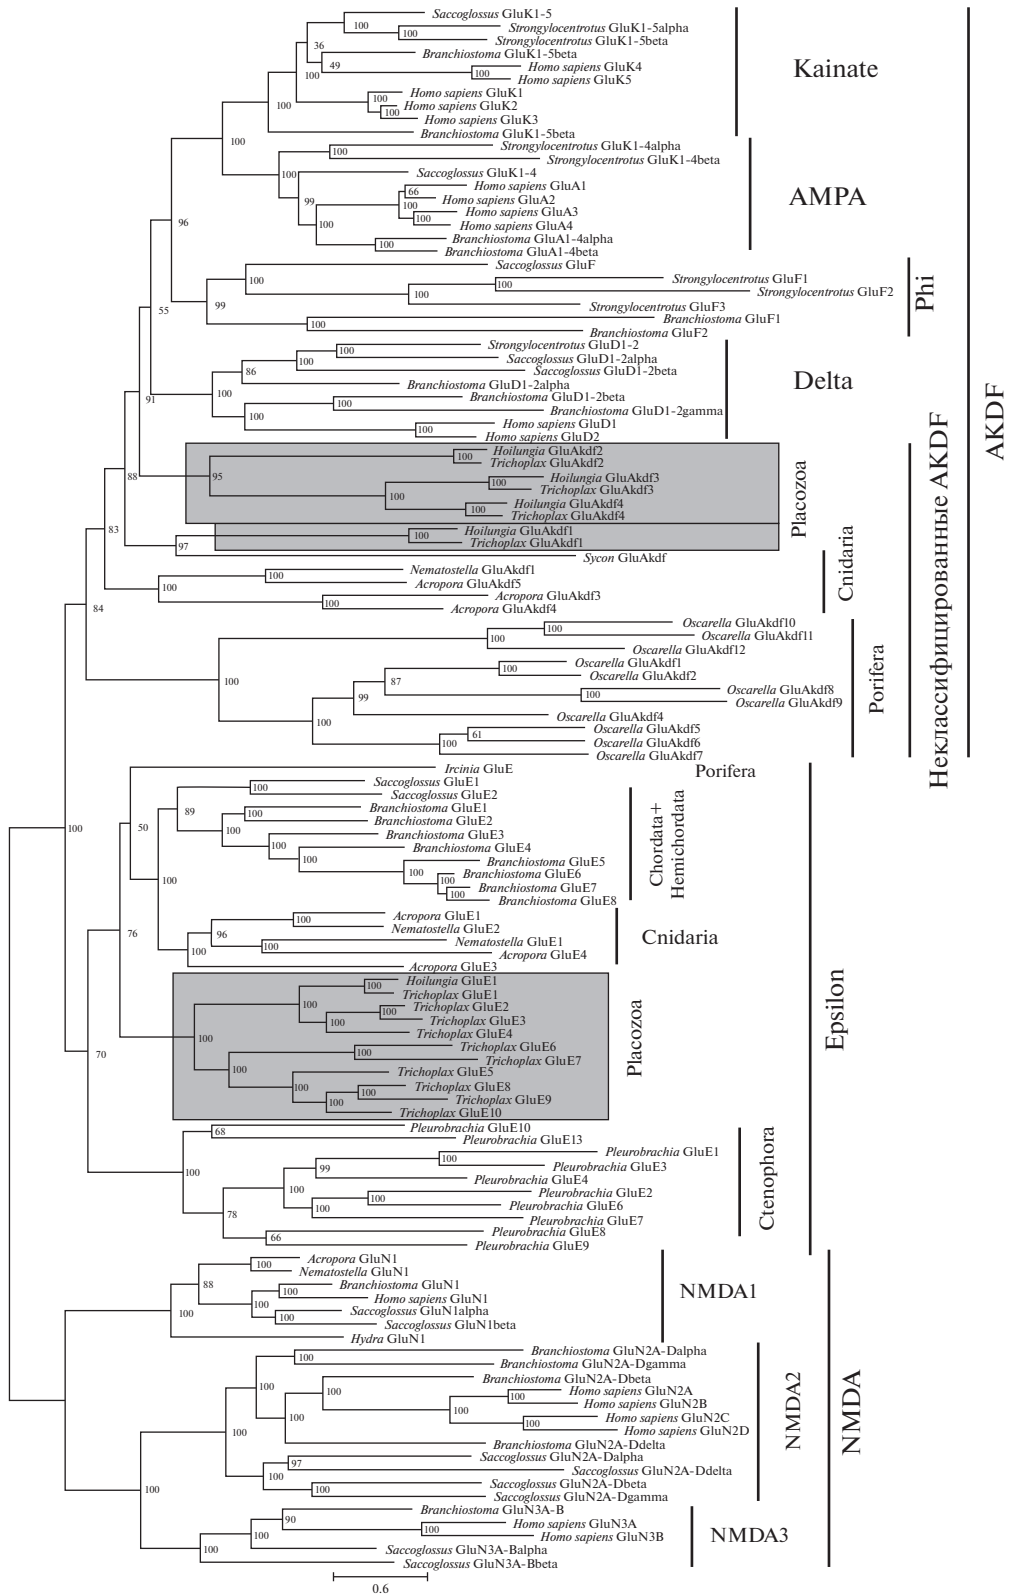 Saccoglossus GluK1-5
100
Strongylocentrotus GluK1-5alpha
100
Strongylocentrotus GluK1-5beta
36
Branchiostoma GluK1-5beta
49
Homo sapiens GluK4
100
100
Homo sapiens GluK5
Kainate
Homo sapiens GluK1
100
100
Homo sapiens GluK2
100
Homo sapiens GluK3
Branchiostoma GluK1-5beta
100
Strongylocentrotus GluK1-4alpha
100
Strongylocentrotus GluK1-4beta
100
Saccoglossus GluK1-4
Homo sapiens GluA1
66
Homo sapiens GluA2
99
100
Homo sapiens GluA3
100
Homo sapiens GluA4
100
Branchiostoma GluA1-4alpha
100
Branchiostoma GluA1-4beta
AMPA
96
Saccoglossus GluF
100
Strongylocentrotus GluF1
100
Strongylocentrotus GluF2
100
Strongylocentrotus GluF3
99
Branchiostoma GluF1
100
Branchiostoma GluF2
Phi
55
Strongylocentrotus GluD1-2
100
Saccoglossus GluD1-2alpha
100
Saccoglossus GluD1-2beta
86
Branchiostoma GluD1-2alpha
100
Branchiostoma GluD1-2beta
100
Branchiostoma GluD1-2gamma
100
Homo sapiens GluD1
100
Homo sapiens GluD2
Delta
91
Hoilungia GluAkdf2
100
Trichoplax GluAkdf2
95
Hoilungia GluAkdf3
100
Trichoplax GluAkdf3
100
Hoilungia GluAkdf4
100
Trichoplax GluAkdf4
88
Hoilungia GluAkdf1
100
Trichoplax GluAkdf1
97
Sycon GluAkdf
Placozoa
83
Nematostella GluAkdf1
100
Acropora GluAkdf5
100
Acropora GluAkdf3
100
Acropora GluAkdf4
Cnidaria
84
Oscarella GluAkdf10
100
Oscarella GluAkdf11
100
Oscarella GluAkdf12
100
Oscarella GluAkdf1
100
Oscarella GluAkdf2
87
Oscarella GluAkdf8
100
Oscarella GluAkdf9
99
Oscarella GluAkdf4
100
Oscarella GluAkdf5
61
Oscarella GluAkdf6
100
Oscarella GluAkdf7
Porifera
Неклассифицированные AKDF
AKDF
100
Ircinia GluE
Porifera
Saccoglossus GluE1
100
Saccoglossus GluE2
89
Branchiostoma GluE1
100
Branchiostoma GluE2
50
100
Branchiostoma GluE3
100
Branchiostoma GluE4
100
Branchiostoma GluE5
100
Branchiostoma GluE6
100
Branchiostoma GluE7
100
Branchiostoma GluE8
Chordata+
Hemichordata
100
Acropora GluE1
100
Nematostella GluE2
96
Nematostella GluE1
100
Acropora GluE4
100
Acropora GluE3
Cnidaria
76
Hoilungia GluE1
100
Trichoplax GluE1
100
Trichoplax GluE2
100
Trichoplax GluE3
100
Trichoplax GluE4
100
Trichoplax GluE6
100
Trichoplax GluE7
100
Trichoplax GluE5
100
Trichoplax GluE8
100
Trichoplax GluE9
100
Trichoplax GluE10
Placozoa
70
Pleurobrachia GluE10
68
Pleurobrachia GluE13
100
Pleurobrachia GluE1
100
Pleurobrachia GluE3
99
Pleurobrachia GluE4
100
Pleurobrachia GluE2
100
Pleurobrachia GluE6
100
Pleurobrachia GluE7
78
Pleurobrachia GluE8
66
Pleurobrachia GluE9
Ctenophora
Epsilon
Acropora GluN1
100
Nematostella GluN1
88
Branchiostoma GluN1
100
Homo sapiens GluN1
100
Saccoglossus GluN1alpha
100
Saccoglossus GluN1beta
100
Hydra GluN1
NMDA1
Branchiostoma GluN2A-Dalpha
100
Branchiostoma GluN2A-Dgamma
100
Branchiostoma GluN2A-Dbeta
100
Homo sapiens GluN2A
100
Homo sapiens GluN2B
100
Homo sapiens GluN2C
100
Homo sapiens GluN2D
100
Branchiostoma GluN2A-Ddelta
100
Saccoglossus GluN2A-Dalpha
97
Saccoglossus GluN2A-Ddelta
100
Saccoglossus GluN2A-Dbeta
100
Saccoglossus GluN2A-Dgamma
NMDA2
100
Branchiostoma GluN3A-B
90
Homo sapiens GluN3A
100
Homo sapiens GluN3B
100
Saccoglossus GluN3A-Balpha
100
Saccoglossus GluN3A-Bbeta
NMDA3
NMDA
0.6